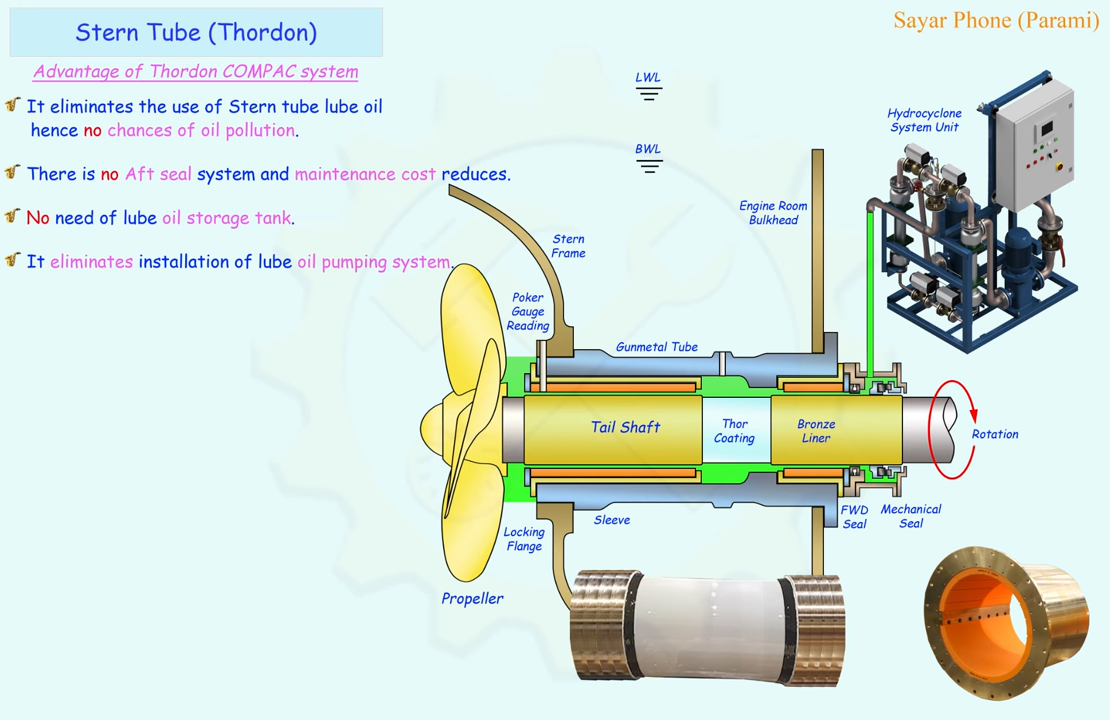 Stern Tube (Thordon)
Sayar Phone (Parami)
Advantage of Thordon COMPAC system
It eliminates the use of Stern tube lube oil
hence no chances of oil pollution.
There is no Aft seal system and maintenance cost reduces.
No need of lube oil storage tank.
It eliminates installation of lube oil pumping system.
LWL
BWL
Hydrocyclone
System Unit
Engine Room
Bulkhead
Stern
Frame
Poker
Gauge
Reading
Gunmetal Tube
Tail Shaft
Thor
Coating
Bronze
Liner
Rotation
Sleeve
FWD
Seal
Mechanical
Seal
Locking
Flange
Propeller